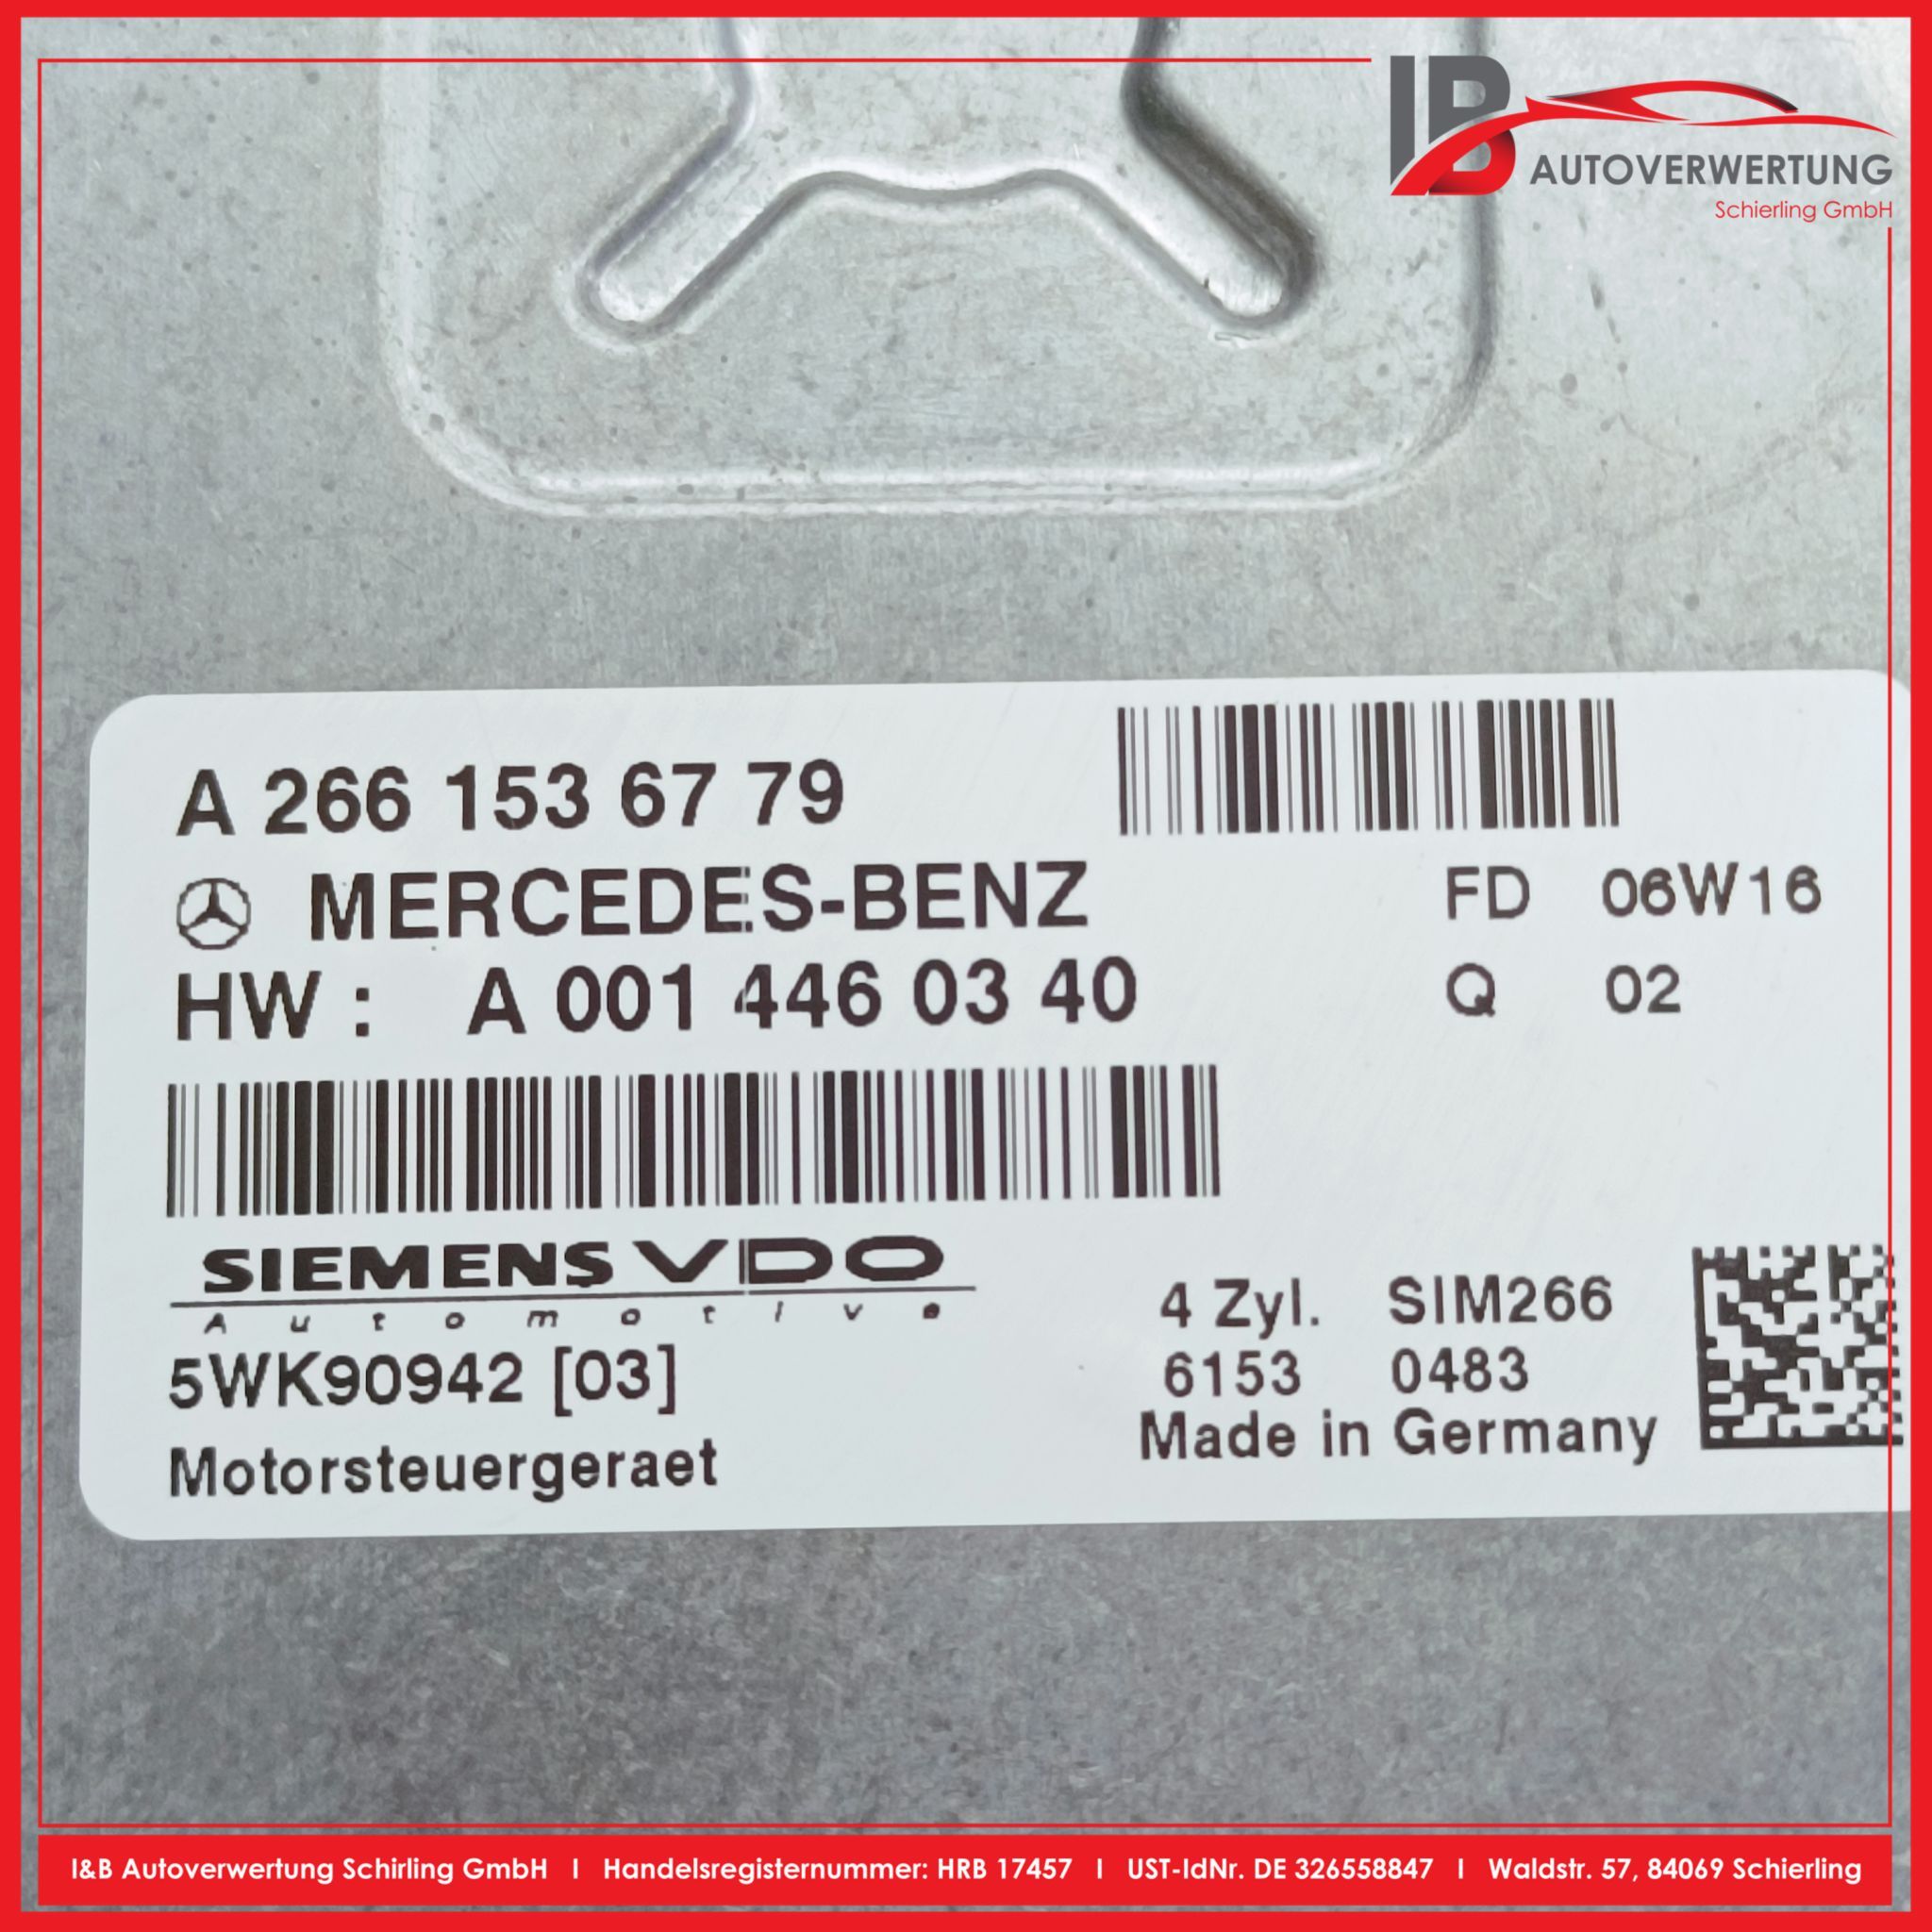 IB AUTOVERWERTUNG
Schierling GmbH
A 266 153 67 79
MERCEDES-BENZ
FD 06W16
HW : A 001 446 03 40
Q 02
SIEMENS VDO
Automotive
4 Zyl. SIM266
5WK90942 [03]
6153 0483
Made in Germany
Motorsteuergeraet
I&B Autoverwertung Schirling GmbH I Handelsregisternummer: HRB 17457 I UST-IdNr. DE 326558847 I Waldstr. 57, 84069 Schierling